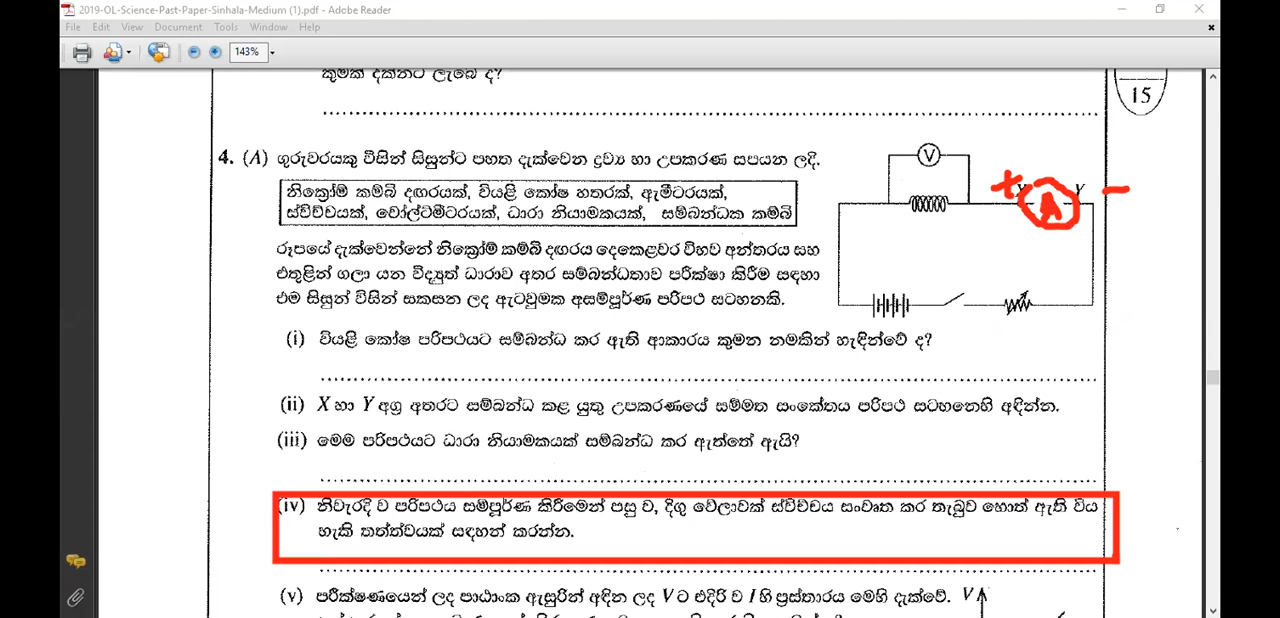 2019-OL-Science-Past-Paper-Sinhala-Medium (1).pdf - Adobe Reader
File Edit View Document Tools Window Help
143%
කුමක් දක්නට ලැබේ ද?
15
4. (A) ගුරුවරයකු විසින් සිසුන්ට පහත දැක්වෙන ද්‍රව්‍ය හා උපකරණ සපයන ලදි.
නික්‍රෝම් කම්බි දඟරයක්, වියළි කෝෂ හතරක්, ඇමීටරයක්,
ස්විච්චයක්, වෝල්ටමීටරයක්, ධාරා නියාමකයක්, සම්බන්ධක කම්බි
V
+ X A Y −
රූපයේ දැක්වෙන්නේ නික්‍රෝම් කම්බි දඟරය දෙකෙළවර විභව අන්තරය සහ
එතුළින් ගලා යන විද්‍යුත් ධාරාව අතර සම්බන්ධතාව පරීක්ෂා කිරීම සඳහා
එම සිසුන් විසින් සකසන ලද ඇටවුමක අසම්පූර්ණ පරිපථ සටහනකි.
(i) වියළි කෝෂ පරිපථයට සම්බන්ධ කර ඇති ආකාරය කුමන නමකින් හැඳින්වේ ද?
(ii) X හා Y අග්‍ර අතරට සම්බන්ධ කළ යුතු උපකරණයේ සම්මත සංකේතය පරිපථ සටහනෙහි අඳින්න.
(iii) මෙම පරිපථයට ධාරා නියාමකයක් සම්බන්ධ කර ඇත්තේ ඇයි?
(iv) නිවැරදි ව පරිපථය සම්පූර්ණ කිරීමෙන් පසු ව, දිගු වේලාවක් ස්විච්චය සංවෘත කර තැබුව හොත් ඇති විය
හැකි තත්ත්වයක් සඳහන් කරන්න.
(v) පරීක්ෂණයෙන් ලද පාඨාංක ඇසුරින් අඳින ලද V ට එදිරි ව I හි ප්‍රස්තාරය මෙහි දැක්වේ. V